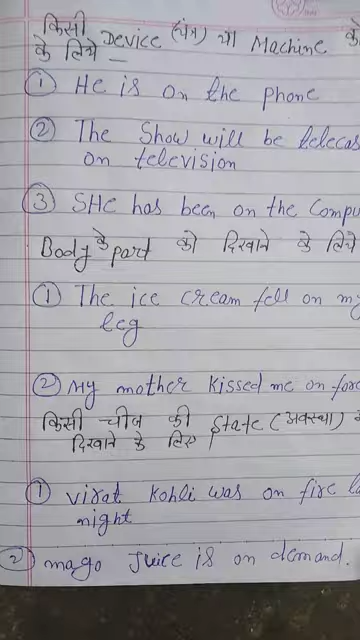 किसी Device (यंत्र) या Machine को
के लिये -
① He is on the phone
② The Show will be telecas
on television
③ SHe has been on the Compu
Body के part को दिखाने के लिये
① The ice cream fell on my
leg
② My mother kissed me on fore
किसी चीज की State (अवस्था)
दिखाने के लिए
① virat Kohli was on fire la
night
② mago Juice is on demand.